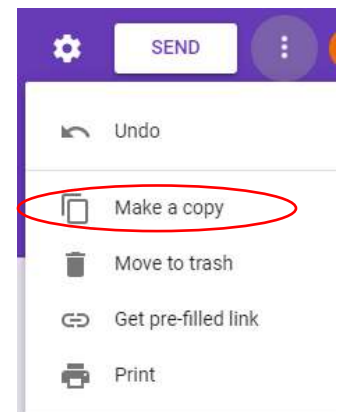 SEND
Undo
Make a copy
Move to trash
Get pre-filled link
Print